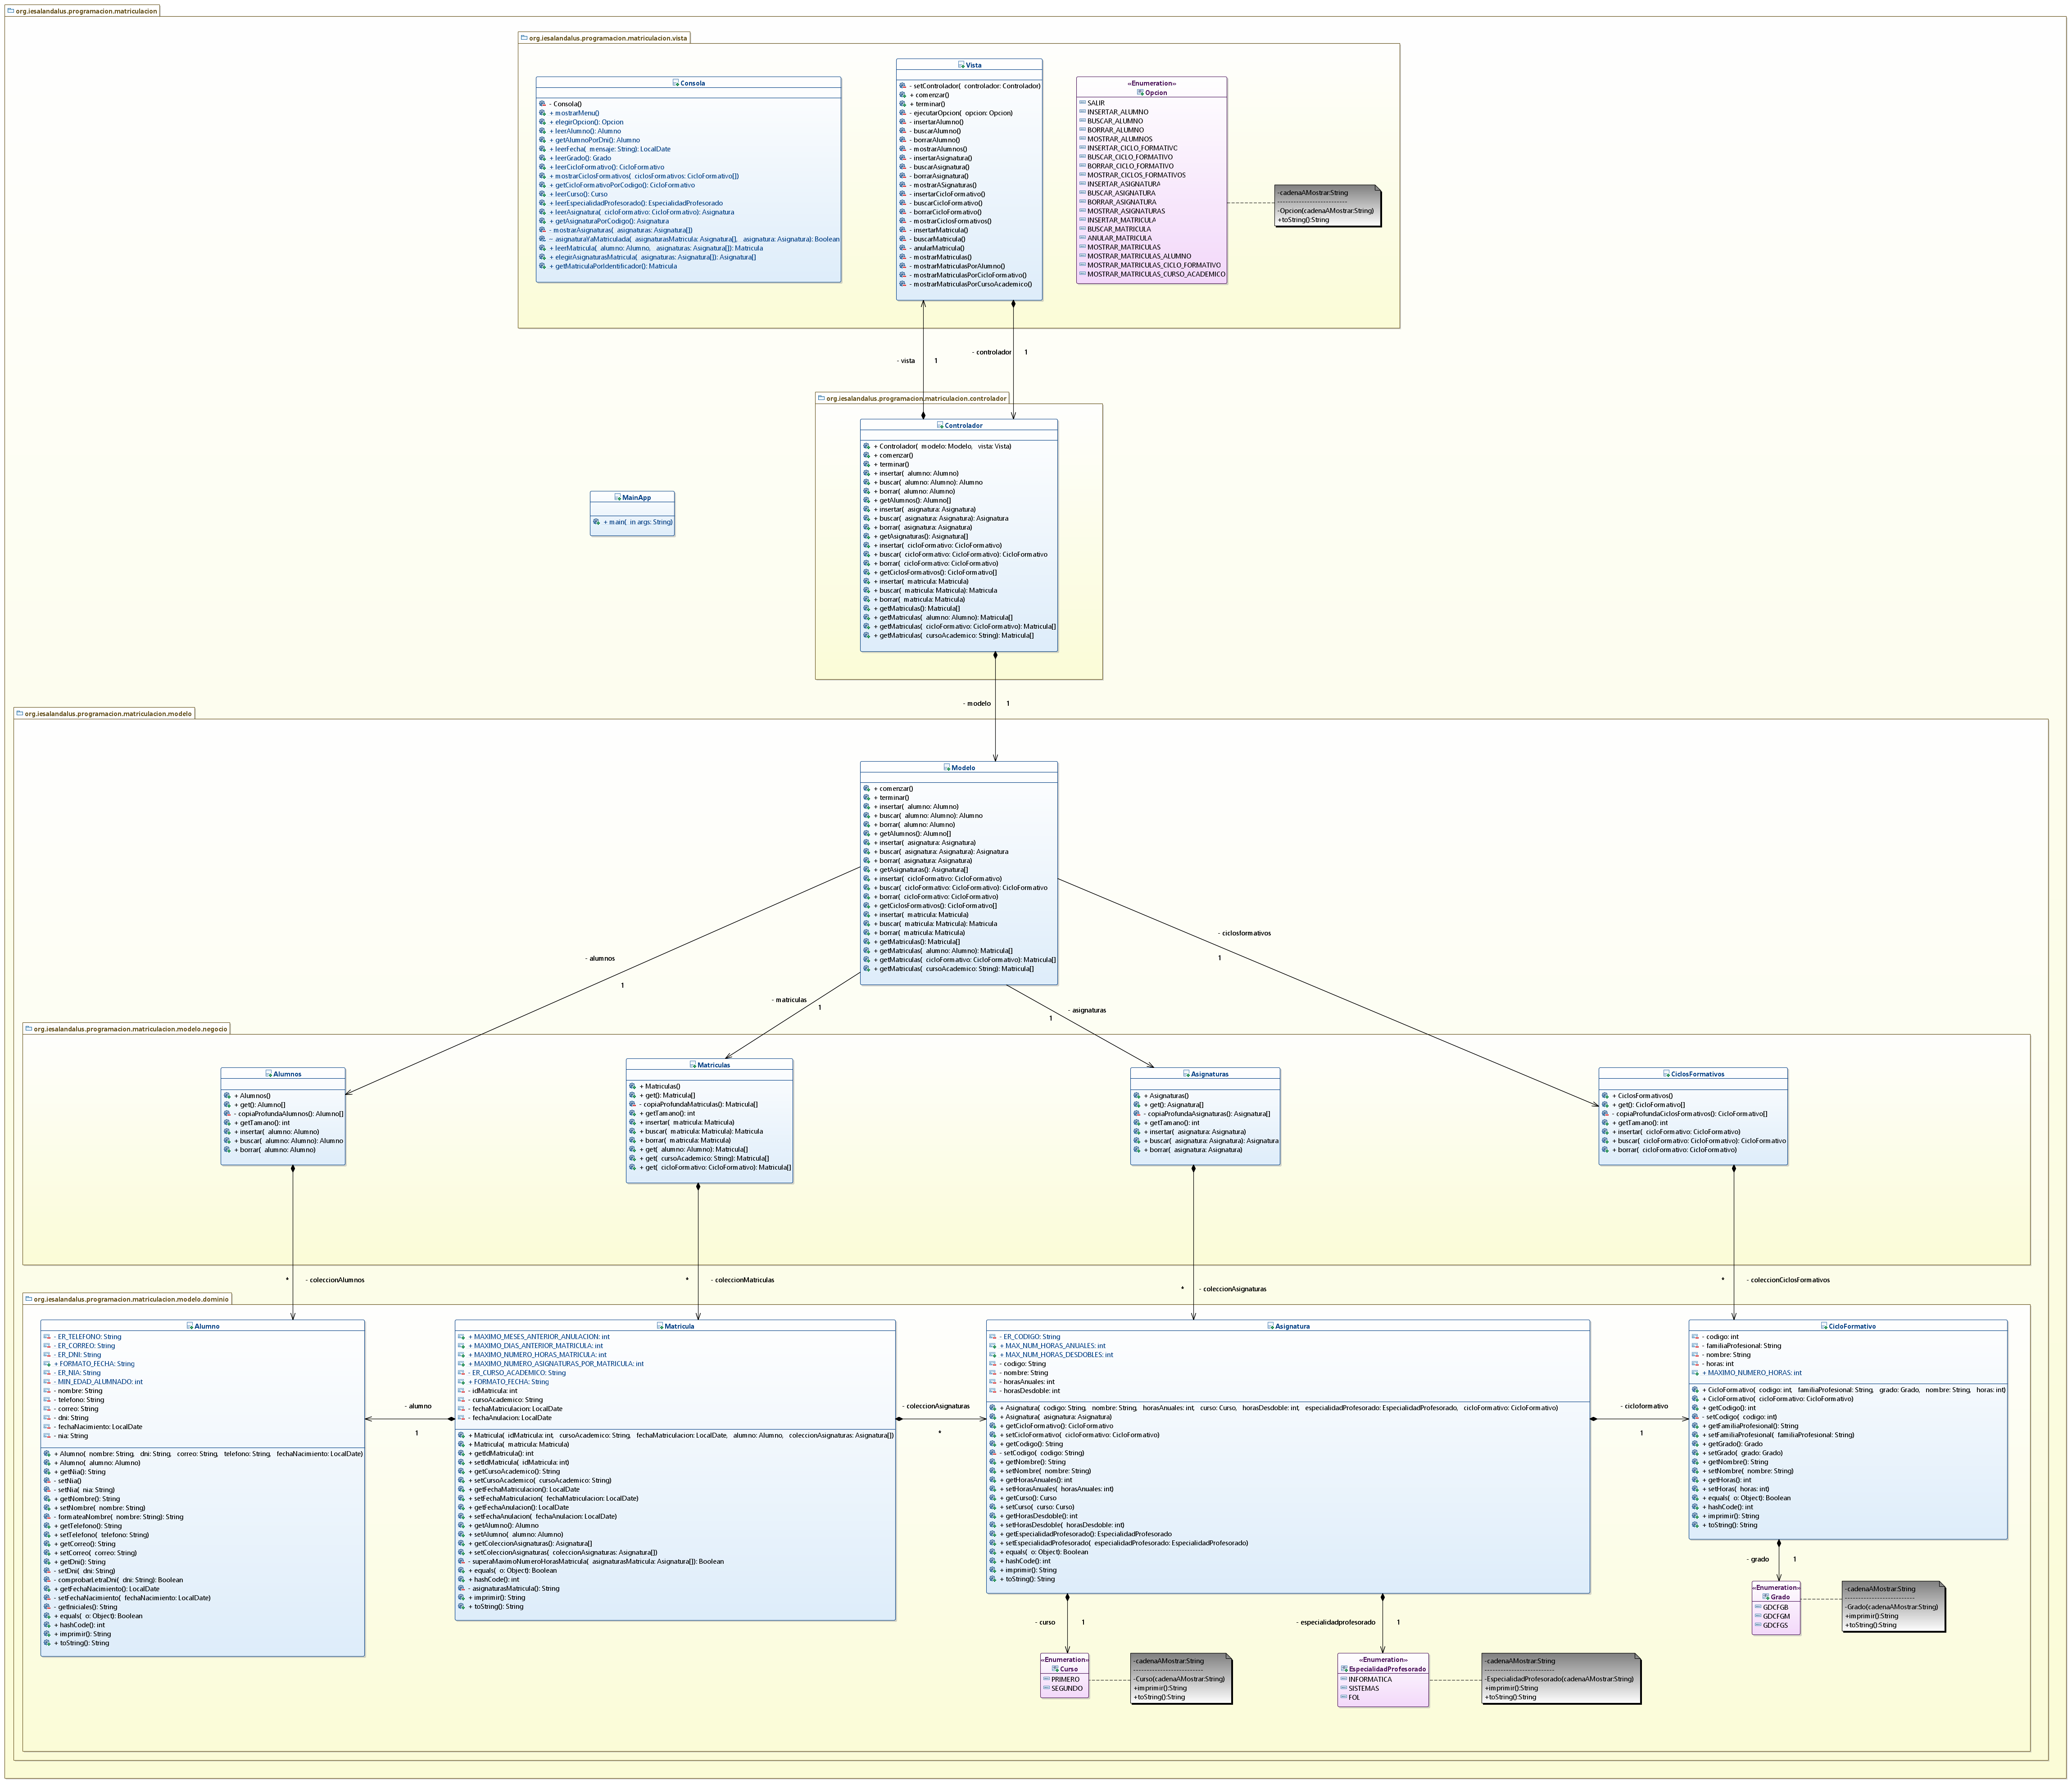 org.iesalandalus.programacion.matriculacion
org.iesalandalus.programacion.matriculacion.vista
Consola
- Consola()
+ mostrarMenu()
+ elegirOpcion(): Opcion
+ leerAlumno(): Alumno
+ getAlumnoPorDni(): Alumno
+ leerFecha( mensaje: String): LocalDate
+ leerGrado(): Grado
+ leerCicloFormativo(): CicloFormativo
+ mostrarCiclosFormativos( ciclosFormativos: CicloFormativo[])
+ getCicloFormativoPorCodigo(): CicloFormativo
+ leerCurso(): Curso
+ leerEspecialidadProfesorado(): EspecialidadProfesorado
+ leerAsignatura( cicloFormativo: CicloFormativo): Asignatura
+ getAsignaturaPorCodigo(): Asignatura
- mostrarAsignaturas( asignaturas: Asignatura[])
- asignaturaYaMatriculada( asignaturasMatricula: Asignatura[], asignatura: Asignatura): Boolean
+ leerMatricula( alumno: Alumno, asignaturas: Asignatura[]): Matricula
+ elegirAsignaturasMatricula( asignaturas: Asignatura[]): Asignatura[]
+ getMatriculaPorIdentificador(): Matricula
Vista
- setControlador( controlador: Controlador)
+ comenzar()
+ terminar()
- ejecutarOpcion( opcion: Opcion)
- insertarAlumno()
- buscarAlumno()
- borrarAlumno()
- mostrarAlumnos()
- insertarAsignatura()
- buscarAsignatura()
- borrarAsignatura()
- mostrarASignaturas()
- insertarCicloFormativo()
- buscarCicloFormativo()
- borrarCicloFormativo()
- mostrarCiclosFormativos()
- insertarMatricula()
- buscarMatricula()
- anularMatricula()
- mostrarMatriculas()
- mostrarMatriculasPorAlumno()
- mostrarMatriculasPorCicloFormativo()
- mostrarMatriculasPorCursoAcademico()
«Enumeration»
Opcion
SALIR
INSERTAR_ALUMNO
BUSCAR_ALUMNO
BORRAR_ALUMNO
MOSTRAR_ALUMNOS
INSERTAR_CICLO_FORMATIVO
BUSCAR_CICLO_FORMATIVO
BORRAR_CICLO_FORMATIVO
MOSTRAR_CICLOS_FORMATIVOS
INSERTAR_ASIGNATURA
BUSCAR_ASIGNATURA
BORRAR_ASIGNATURA
MOSTRAR_ASIGNATURAS
INSERTAR_MATRICULA
BUSCAR_MATRICULA
ANULAR_MATRICULA
MOSTRAR_MATRICULAS
MOSTRAR_MATRICULAS_ALUMNO
MOSTRAR_MATRICULAS_CICLO_FORMATIVO
MOSTRAR_MATRICULAS_CURSO_ACADEMICO
-cadenaAMostrar:String
----------------------------
-Opcion(cadenaAMostrar:String)
+toString():String
- vista 1
- controlador 1
org.iesalandalus.programacion.matriculacion.controlador
Controlador
+ Controlador( modelo: Modelo, vista: Vista)
+ comenzar()
+ terminar()
+ insertar( alumno: Alumno)
+ buscar( alumno: Alumno): Alumno
+ borrar( alumno: Alumno)
+ getAlumnos(): Alumno[]
+ insertar( asignatura: Asignatura)
+ buscar( asignatura: Asignatura): Asignatura
+ borrar( asignatura: Asignatura)
+ getAsignaturas(): Asignatura[]
+ insertar( cicloFormativo: CicloFormativo)
+ buscar( cicloFormativo: CicloFormativo): CicloFormativo
+ borrar( cicloFormativo: CicloFormativo)
+ getCiclosFormativos(): CicloFormativo[]
+ insertar( matricula: Matricula)
+ buscar( matricula: Matricula): Matricula
+ borrar( matricula: Matricula)
+ getMatriculas(): Matricula[]
+ getMatriculas( alumno: Alumno): Matricula[]
+ getMatriculas( cicloFormativo: CicloFormativo): Matricula[]
+ getMatriculas( cursoAcademico: String): Matricula[]
MainApp
+ main( in args: String)
- modelo 1
org.iesalandalus.programacion.matriculacion.modelo
Modelo
+ comenzar()
+ terminar()
+ insertar( alumno: Alumno)
+ buscar( alumno: Alumno): Alumno
+ borrar( alumno: Alumno)
+ getAlumnos(): Alumno[]
+ insertar( asignatura: Asignatura)
+ buscar( asignatura: Asignatura): Asignatura
+ borrar( asignatura: Asignatura)
+ getAsignaturas(): Asignatura[]
+ insertar( cicloFormativo: CicloFormativo)
+ buscar( cicloFormativo: CicloFormativo): CicloFormativo
+ borrar( cicloFormativo: CicloFormativo)
+ getCiclosFormativos(): CicloFormativo[]
+ insertar( matricula: Matricula)
+ buscar( matricula: Matricula): Matricula
+ borrar( matricula: Matricula)
+ getMatriculas(): Matricula[]
+ getMatriculas( alumno: Alumno): Matricula[]
+ getMatriculas( cicloFormativo: CicloFormativo): Matricula[]
+ getMatriculas( cursoAcademico: String): Matricula[]
- alumnos
1
- matriculas
1
- asignaturas
1
- ciclosformativos
1
org.iesalandalus.programacion.matriculacion.modelo.negocio
Alumnos
+ Alumnos()
+ get(): Alumno[]
- copiaProfundaAlumnos(): Alumno[]
+ getTamano(): int
+ insertar( alumno: Alumno)
+ buscar( alumno: Alumno): Alumno
+ borrar( alumno: Alumno)
Matriculas
+ Matriculas()
+ get(): Matricula[]
- copiaProfundaMatriculas(): Matricula[]
+ getTamano(): int
+ insertar( matricula: Matricula)
+ buscar( matricula: Matricula): Matricula
+ borrar( matricula: Matricula)
+ get( alumno: Alumno): Matricula[]
+ get( cursoAcademico: String): Matricula[]
+ get( cicloFormativo: CicloFormativo): Matricula[]
Asignaturas
+ Asignaturas()
+ get(): Asignatura[]
- copiaProfundaAsignaturas(): Asignatura[]
+ getTamano(): int
+ insertar( asignatura: Asignatura)
+ buscar( asignatura: Asignatura): Asignatura
+ borrar( asignatura: Asignatura)
CiclosFormativos
+ CiclosFormativos()
+ get(): CicloFormativo[]
- copiaProfundaCiclosFormativos(): CicloFormativo[]
+ getTamano(): int
+ insertar( cicloFormativo: CicloFormativo)
+ buscar( cicloFormativo: CicloFormativo): CicloFormativo
+ borrar( cicloFormativo: CicloFormativo)
* - coleccionAlumnos
* - coleccionMatriculas
* - coleccionAsignaturas
* - coleccionCiclosFormativos
org.iesalandalus.programacion.matriculacion.modelo.dominio
Alumno
- ER_TELEFONO: String
- ER_CORREO: String
- ER_DNI: String
+ FORMATO_FECHA: String
- ER_NIA: String
- MIN_EDAD_ALUMNADO: int
- nombre: String
- telefono: String
- correo: String
- dni: String
- fechaNacimiento: LocalDate
- nia: String
+ Alumno( nombre: String, dni: String, correo: String, telefono: String, fechaNacimiento: LocalDate)
+ Alumno( alumno: Alumno)
+ getNia(): String
- setNia()
- setNia( nia: String)
+ getNombre(): String
+ setNombre( nombre: String)
- formateaNombre( nombre: String): String
+ getTelefono(): String
+ setTelefono( telefono: String)
+ getCorreo(): String
+ setCorreo( correo: String)
+ getDni(): String
- setDni( dni: String)
- comprobarLetraDni( dni: String): Boolean
+ getFechaNacimiento(): LocalDate
- setFechaNacimiento( fechaNacimiento: LocalDate)
- getIniciales(): String
+ equals( o: Object): Boolean
+ hashCode(): int
+ imprimir(): String
+ toString(): String
- alumno
1
Matricula
+ MAXIMO_MESES_ANTERIOR_ANULACION: int
+ MAXIMO_DIAS_ANTERIOR_MATRICULA: int
+ MAXIMO_NUMERO_HORAS_MATRICULA: int
+ MAXIMO_NUMERO_ASIGNATURAS_POR_MATRICULA: int
- ER_CURSO_ACADEMICO: String
+ FORMATO_FECHA: String
- idMatricula: int
- cursoAcademico: String
- fechaMatriculacion: LocalDate
- fechaAnulacion: LocalDate
+ Matricula( idMatricula: int, cursoAcademico: String, fechaMatriculacion: LocalDate, alumno: Alumno, coleccionAsignaturas: Asignatura[])
+ Matricula( matricula: Matricula)
+ getIdMatricula(): int
+ setIdMatricula( idMatricula: int)
+ getCursoAcademico(): String
+ setCursoAcademico( cursoAcademico: String)
+ getFechaMatriculacion(): LocalDate
+ setFechaMatriculacion( fechaMatriculacion: LocalDate)
+ getFechaAnulacion(): LocalDate
+ setFechaAnulacion( fechaAnulacion: LocalDate)
+ getAlumno(): Alumno
+ setAlumno( alumno: Alumno)
+ getColeccionAsignaturas(): Asignatura[]
+ setColeccionAsignaturas( coleccionAsignaturas: Asignatura[])
- superaMaximoNumeroHorasMatricula( asignaturasMatricula: Asignatura[]): Boolean
+ equals( o: Object): Boolean
+ hashCode(): int
- asignaturasMatricula(): String
+ imprimir(): String
+ toString(): String
- coleccionAsignaturas
*
Asignatura
- ER_CODIGO: String
+ MAX_NUM_HORAS_ANUALES: int
+ MAX_NUM_HORAS_DESDOBLES: int
- codigo: String
- nombre: String
- horasAnuales: int
- horasDesdoble: int
+ Asignatura( codigo: String, nombre: String, horasAnuales: int, curso: Curso, horasDesdoble: int, especialidadProfesorado: EspecialidadProfesorado, cicloFormativo: CicloFormativo)
+ Asignatura( asignatura: Asignatura)
+ getCicloFormativo(): CicloFormativo
+ setCicloFormativo( cicloFormativo: CicloFormativo)
+ getCodigo(): String
- setCodigo( codigo: String)
+ getNombre(): String
+ setNombre( nombre: String)
+ getHorasAnuales(): int
+ setHorasAnuales( horasAnuales: int)
+ getCurso(): Curso
+ setCurso( curso: Curso)
+ getHorasDesdoble(): int
+ setHorasDesdoble( horasDesdoble: int)
+ getEspecialidadProfesorado(): EspecialidadProfesorado
+ setEspecialidadProfesorado( especialidadProfesorado: EspecialidadProfesorado)
+ equals( o: Object): Boolean
+ hashCode(): int
+ imprimir(): String
+ toString(): String
- cicloformativo
1
CicloFormativo
- codigo: int
- familiaProfesional: String
- nombre: String
- horas: int
+ MAXIMO_NUMERO_HORAS: int
+ CicloFormativo( codigo: int, familiaProfesional: String, grado: Grado, nombre: String, horas: int)
+ CicloFormativo( cicloFormativo: CicloFormativo)
+ getCodigo(): int
- setCodigo( codigo: int)
+ getFamiliaProfesional(): String
+ setFamiliaProfesional( familiaProfesional: String)
+ getGrado(): Grado
+ setGrado( grado: Grado)
+ getNombre(): String
+ setNombre( nombre: String)
+ getHoras(): int
+ setHoras( horas: int)
+ equals( o: Object): Boolean
+ hashCode(): int
+ imprimir(): String
+ toString(): String
- grado 1
«Enumeration»
Grado
GDCFGB
GDCFGM
GDCFGS
-cadenaAMostrar:String
----------------------------
-Grado(cadenaAMostrar:String)
+imprimir():String
+toString():String
- curso 1
- especialidadprofesorado 1
«Enumeration»
Curso
PRIMERO
SEGUNDO
-cadenaAMostrar:String
----------------------------
-Curso(cadenaAMostrar:String)
+imprimir():String
+toString():String
«Enumeration»
EspecialidadProfesorado
INFORMATICA
SISTEMAS
FOL
-cadenaAMostrar:String
----------------------------
-EspecialidadProfesorado(cadenaAMostrar:String)
+imprimir():String
+toString():String